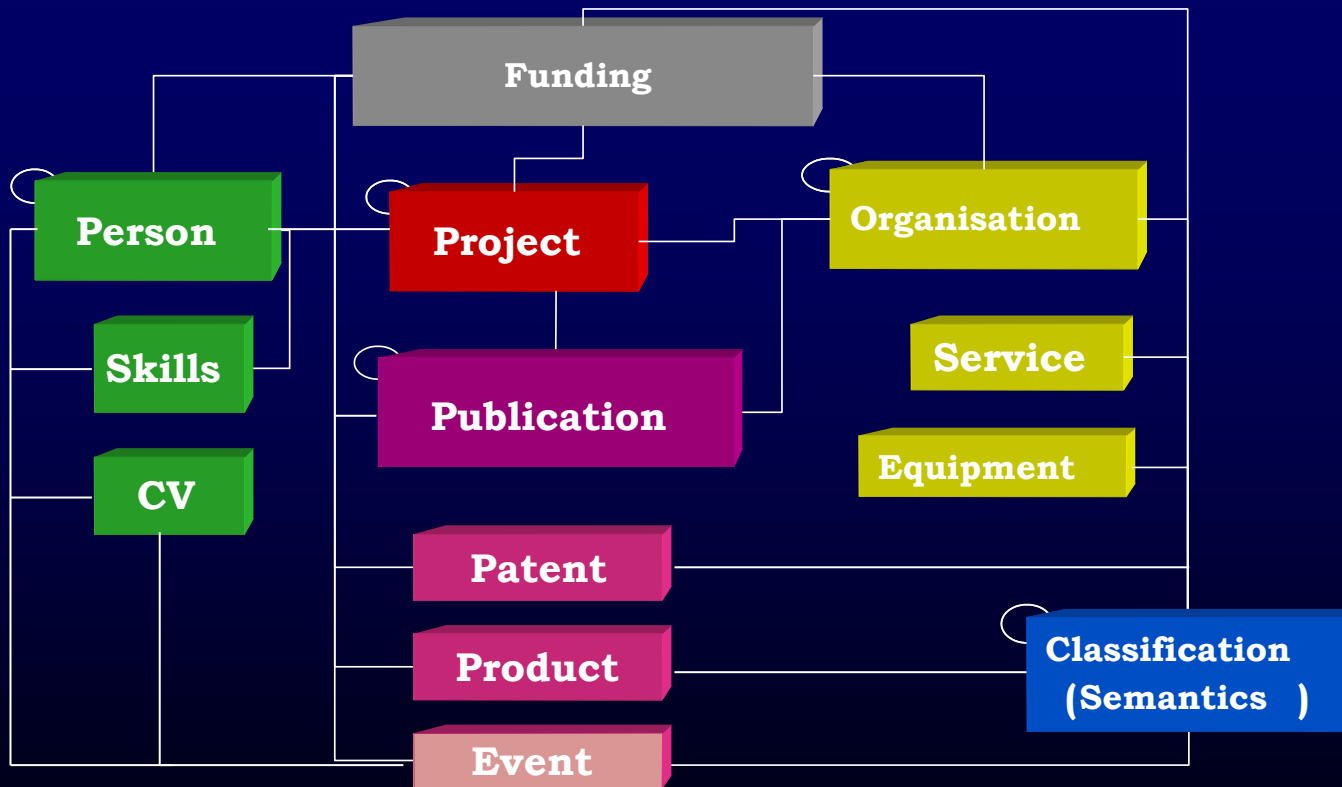 Funding
Person
Project
Organisation
Skills
Service
Publication
Equipment
CV
Patent
Product
Classification
(Semantics )
Event